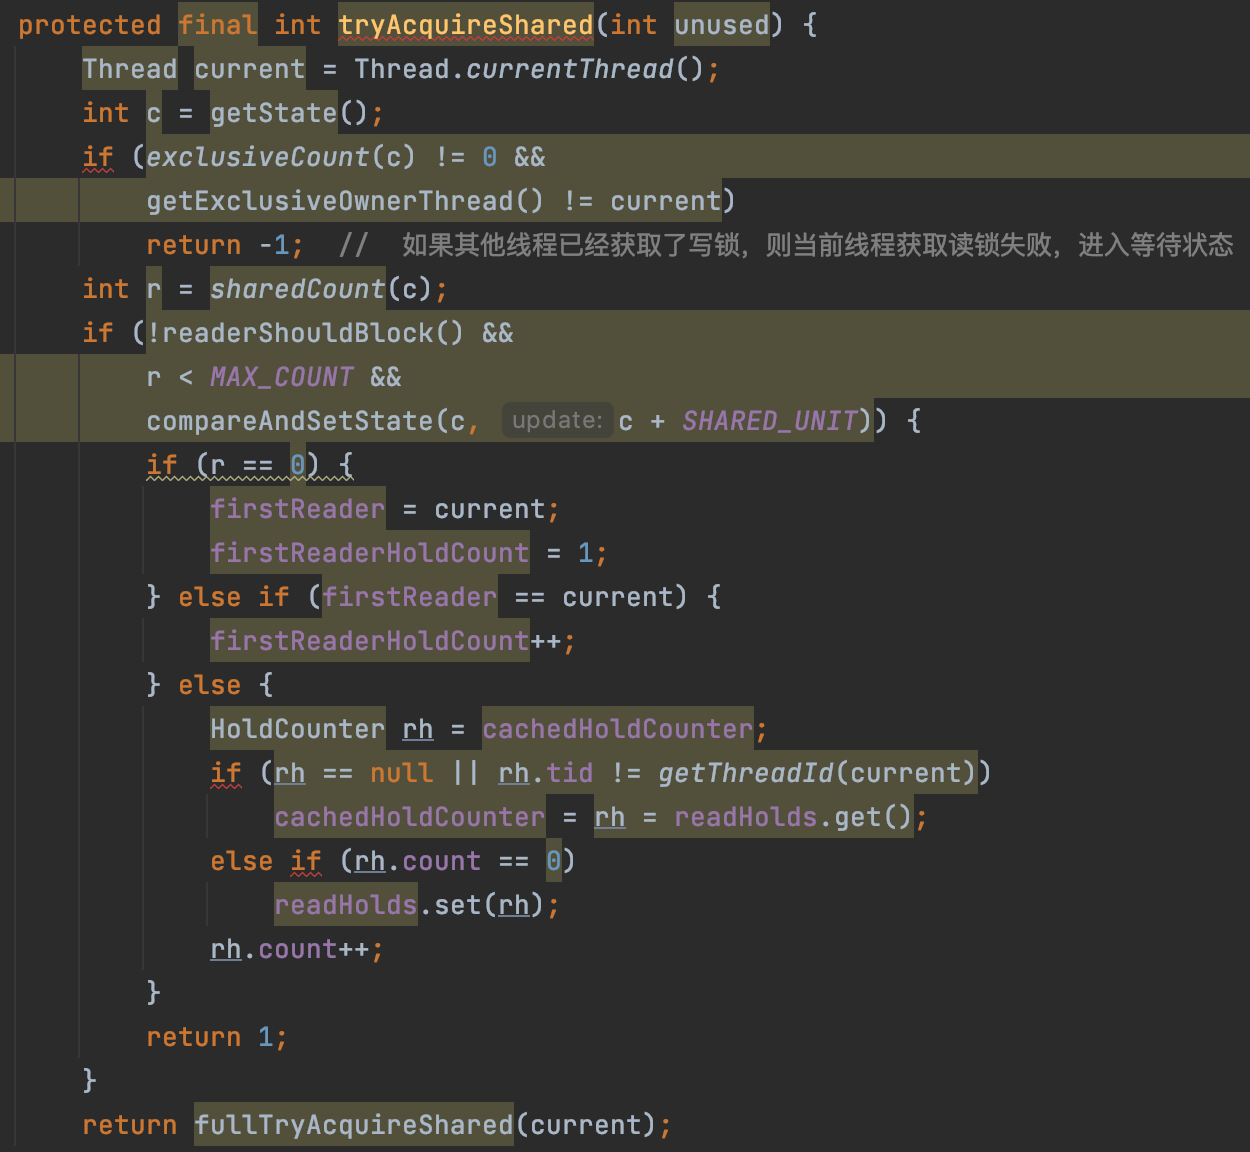 protected final int tryAcquireShared(int unused) {
Thread current = Thread.currentThread();
int c = getState();
if (exclusiveCount(c) != 0 &&
getExclusiveOwnerThread() != current)
return -1;  //  如果其他线程已经获取了写锁，则当前线程获取读锁失败，进入等待状态
int r = sharedCount(c);
if (!readerShouldBlock() &&
r < MAX_COUNT &&
compareAndSetState(c, update: c + SHARED_UNIT)) {
if (r == 0) {
firstReader = current;
firstReaderHoldCount = 1;
} else if (firstReader == current) {
firstReaderHoldCount++;
} else {
HoldCounter rh = cachedHoldCounter;
if (rh == null || rh.tid != getThreadId(current))
cachedHoldCounter = rh = readHolds.get();
else if (rh.count == 0)
readHolds.set(rh);
rh.count++;
}
return 1;
}
return fullTryAcquireShared(current);